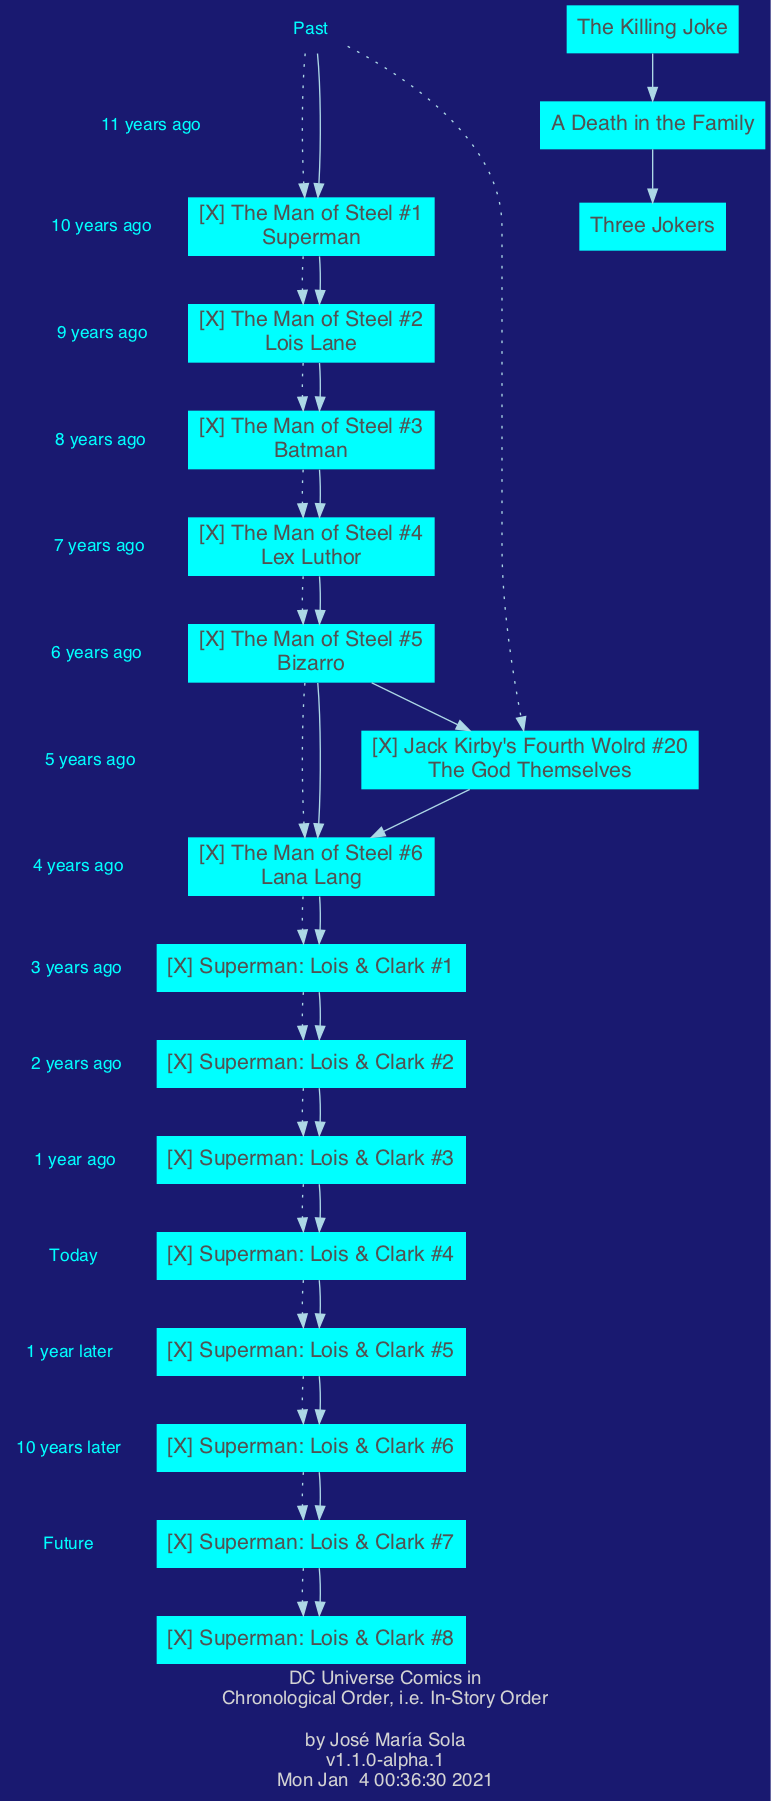 Past
The Killing Joke
11 years ago
A Death in the Family
10 years ago
[X] The Man of Steel #1
Superman
Three Jokers
9 years ago
[X] The Man of Steel #2
Lois Lane
8 years ago
[X] The Man of Steel #3
Batman
7 years ago
[X] The Man of Steel #4
Lex Luthor
6 years ago
[X] The Man of Steel #5
Bizarro
5 years ago
[X] Jack Kirby's Fourth Wolrd #20
The God Themselves
4 years ago
[X] The Man of Steel #6
Lana Lang
3 years ago
[X] Superman: Lois & Clark #1
2 years ago
[X] Superman: Lois & Clark #2
1 year ago
[X] Superman: Lois & Clark #3
Today
[X] Superman: Lois & Clark #4
1 year later
[X] Superman: Lois & Clark #5
10 years later
[X] Superman: Lois & Clark #6
Future
[X] Superman: Lois & Clark #7
[X] Superman: Lois & Clark #8
DC Universe Comics in
Chronological Order, i.e. In-Story Order
by José María Sola
v1.1.0-alpha.1
Mon Jan  4 00:36:30 2021